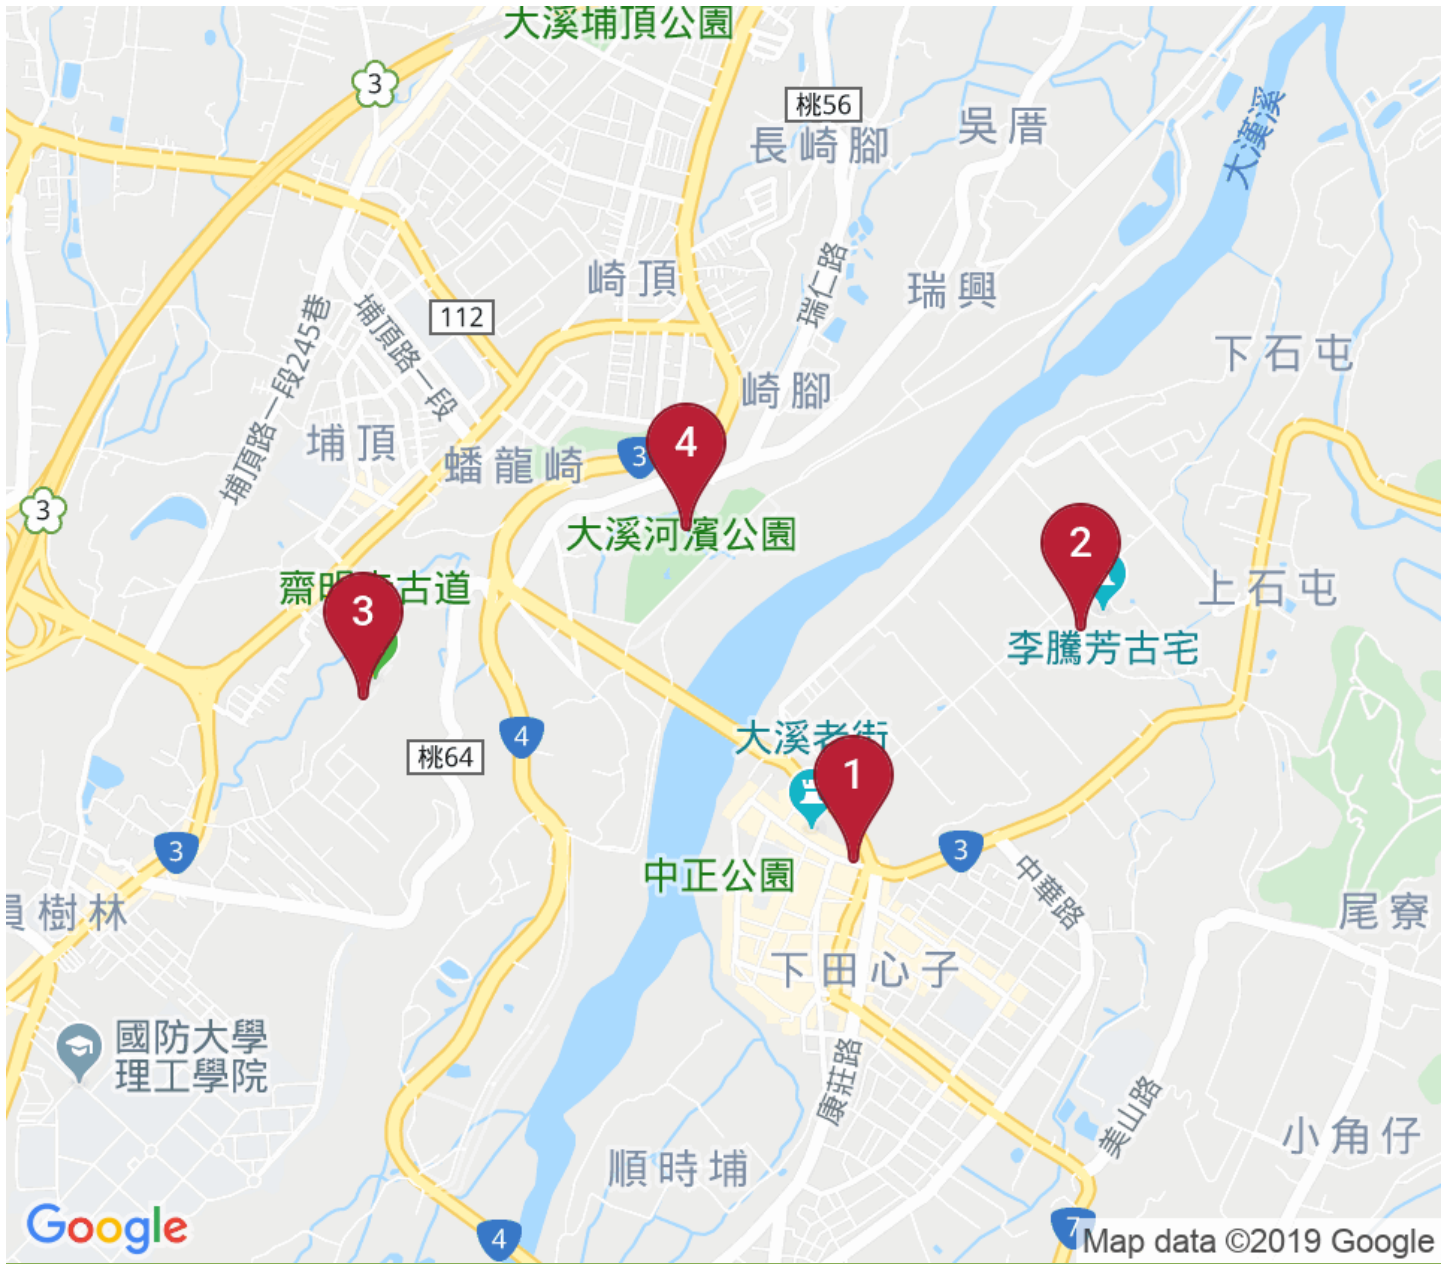 大溪埔頂公園
3
桃56
長崎腳
吳厝
大漢溪
崎頂
瑞仁路
瑞興
112
埔頂路一段245巷
埔頂路一段
下石屯
崎腳
埔頂
蟠龍崎
3
4
3
大溪河濱公園
2
上石屯
古道
3
李騰芳古宅
4
桃64
大溪老街
1
3
3
中正公園
中華路
尾寮
員樹林
下田心子
國防大學
理工學院
康莊路
美山路
小角仔
順時埔
Google
4
7
Map data ©2019 Google